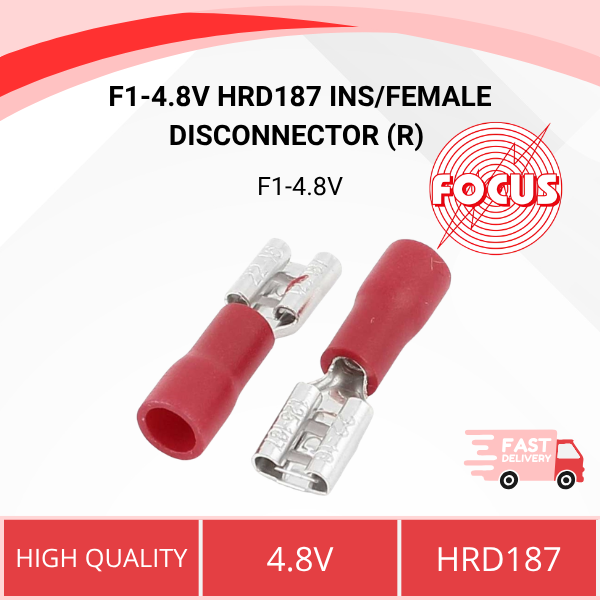 F1-4.8V HRD187 INS/FEMALE
DISCONNECTOR (R)
F1-4.8V
FOCUS
FAST
DELIVERY
HIGH QUALITY
4.8V
HRD187